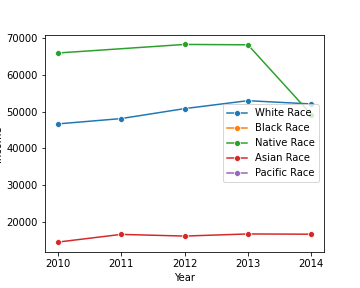 70000
60000
50000
40000
30000
20000
2010 2011 2012 2013 2014
Year
White Race
Black Race
Native Race
Asian Race
Pacific Race